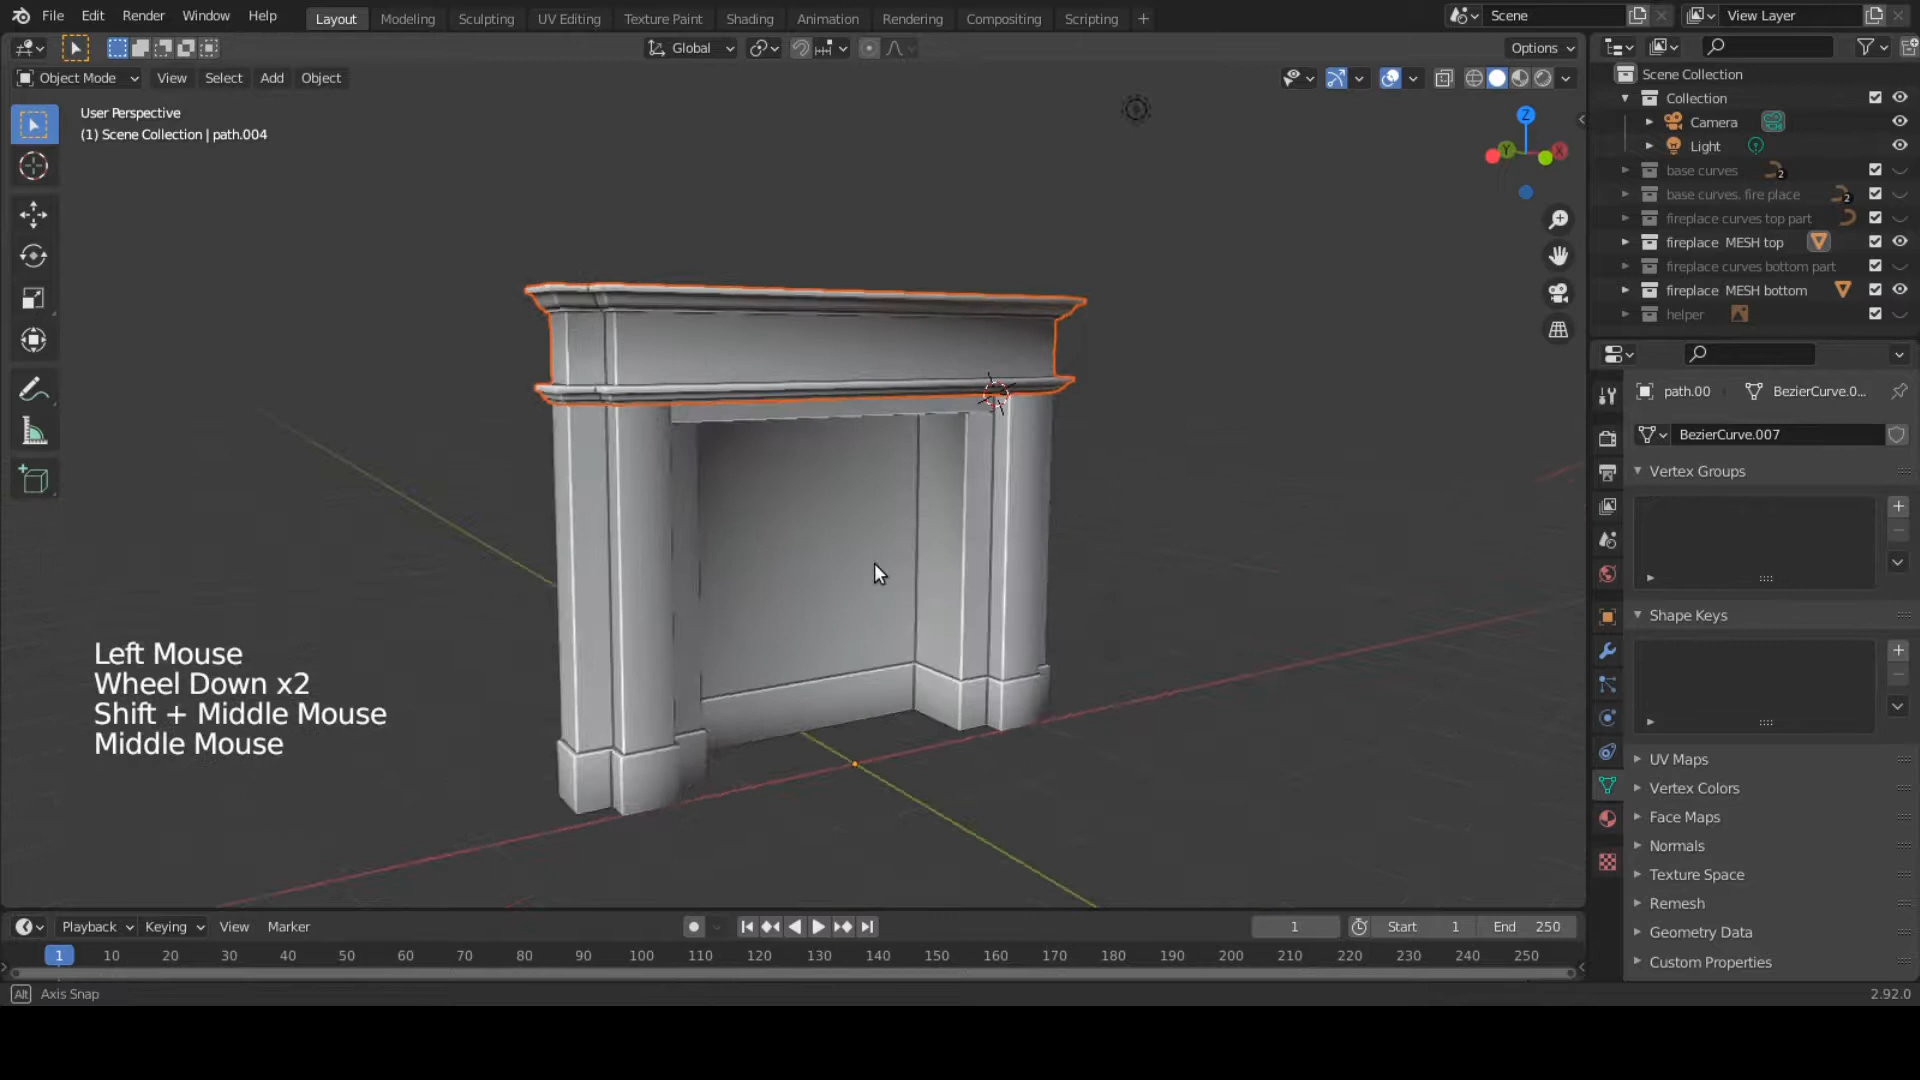 File Edit Render Window Help Layout Modeling Sculpting UV Editing Texture Paint Shading Animation Rendering Compositing Scripting + Scene View Layer
Global Options
Object Mode View Select Add Object
User Perspective
(1) Scene Collection | path.004
Z
Y
X
Scene Collection
Collection
Camera
Light
base curves 2
base curves. fire place 2
fireplace curves top part
fireplace MESH top
fireplace curves bottom part
fireplace MESH bottom
helper
path.00 BezierCurve.0...
BezierCurve.007
Vertex Groups
Shape Keys
UV Maps
Vertex Colors
Face Maps
Normals
Texture Space
Remesh
Geometry Data
Custom Properties
Left Mouse
Wheel Down x2
Shift + Middle Mouse
Middle Mouse
Playback Keying View Marker 1 Start 1 End 250
1 10 20 30 40 50 60 70 80 90 100 110 120 130 140 150 160 170 180 190 200 210 220 230 240 250
Alt Axis Snap 2.92.0